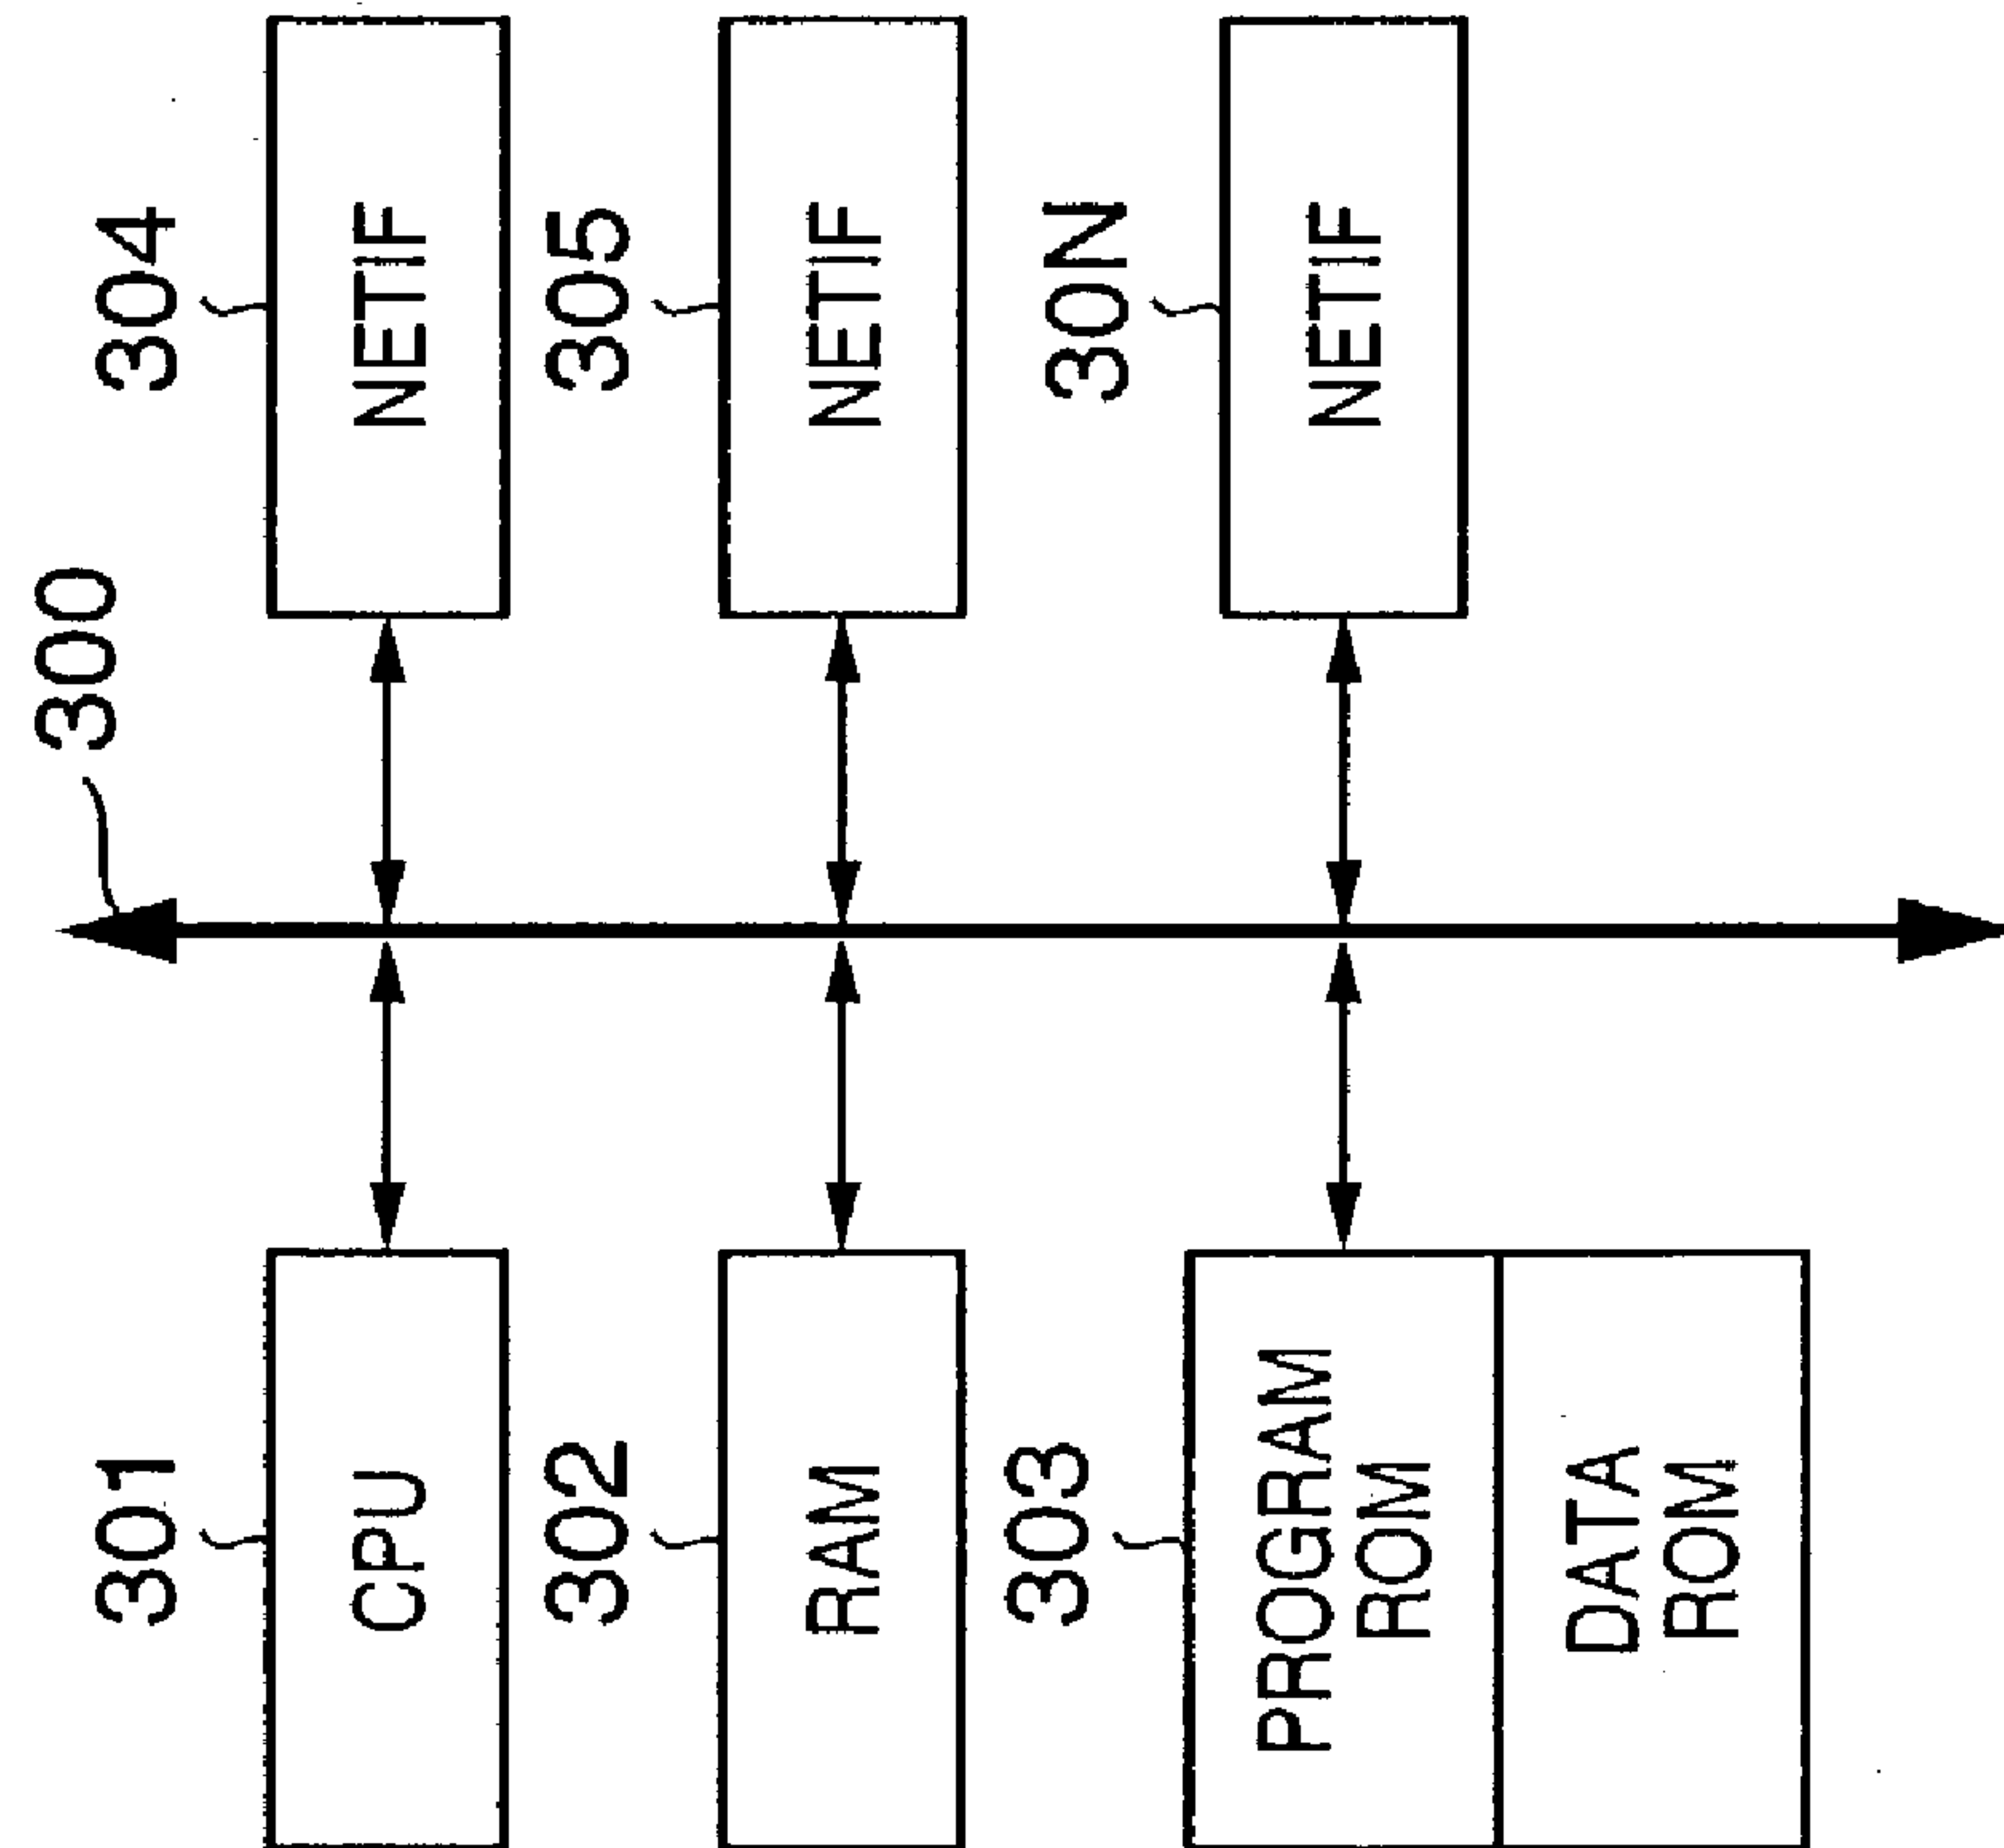 300
301
304
CPU
NETIF
302
305
RAM
NETIF
303
30N
PROGRAM
ROM
NETIF
DATA
ROM